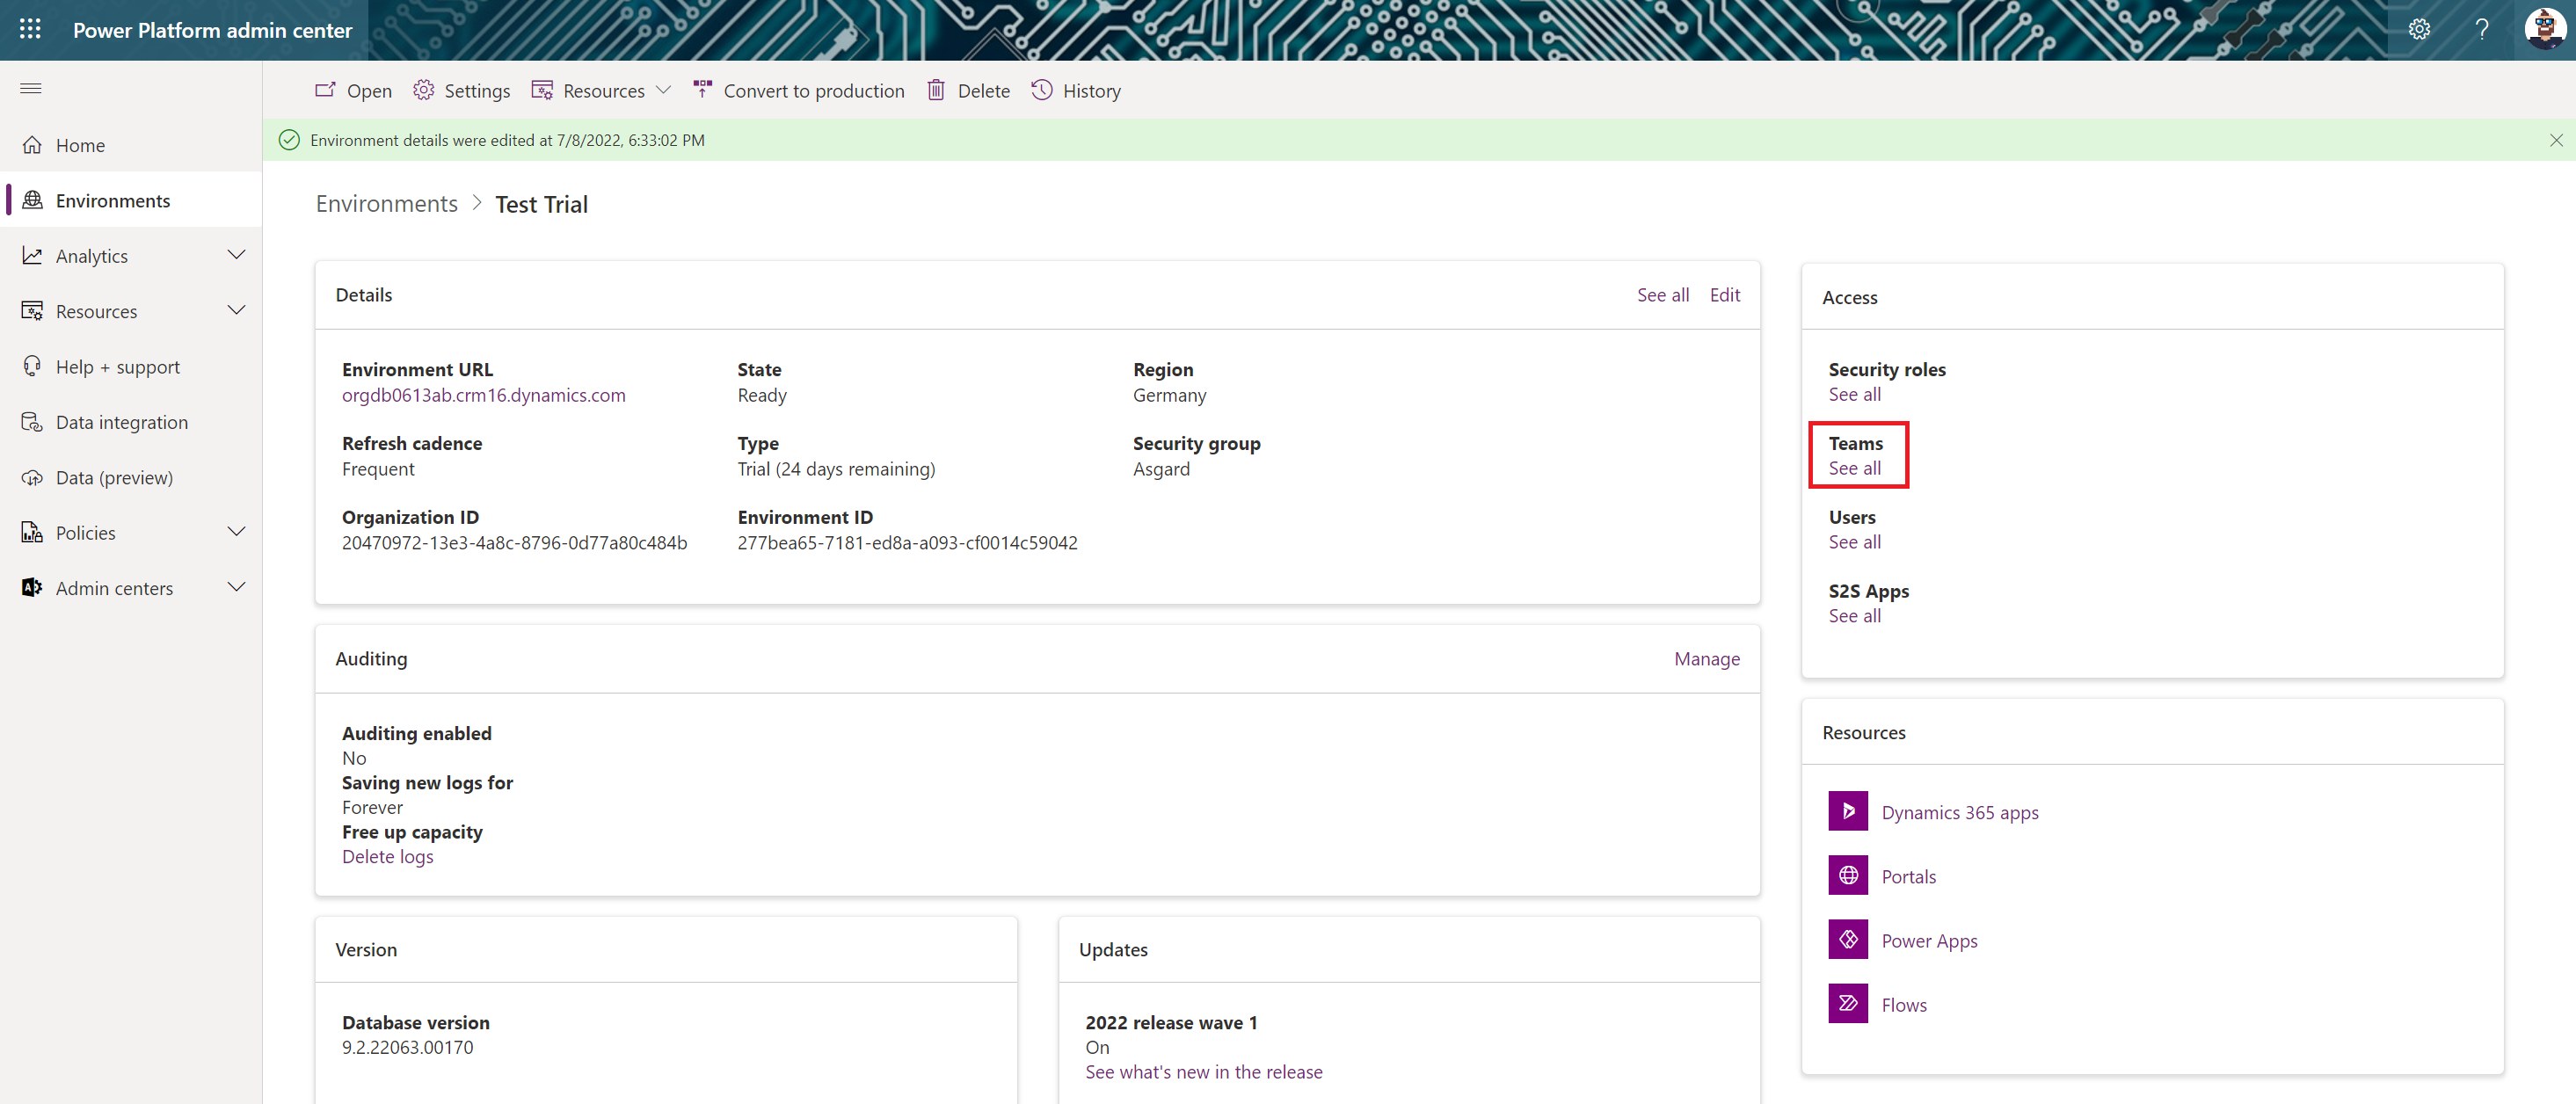 Power Platform admin center
?
Open
Settings
Resources
Convert to production
Delete
History
Environment details were edited at 7/8/2022, 6:33:02 PM
Home
Environments
Analytics
Resources
Help + support
Data integration
Data (preview)
Policies
Admin centers
Environments > Test Trial
Details
See all
Edit
Environment URL
orgdb0613ab.crm16.dynamics.com
State
Ready
Region
Germany
Refresh cadence
Frequent
Type
Trial (24 days remaining)
Security group
Asgard
Organization ID
20470972-13e3-4a8c-8796-0d77a80c484b
Environment ID
277bea65-7181-ed8a-a093-cf0014c59042
Auditing
Manage
Auditing enabled
No
Saving new logs for
Forever
Free up capacity
Delete logs
Version
Database version
9.2.22063.00170
Updates
2022 release wave 1
On
See what's new in the release
Access
Security roles
See all
Teams
See all
Users
See all
S2S Apps
See all
Resources
Dynamics 365 apps
Portals
Power Apps
Flows